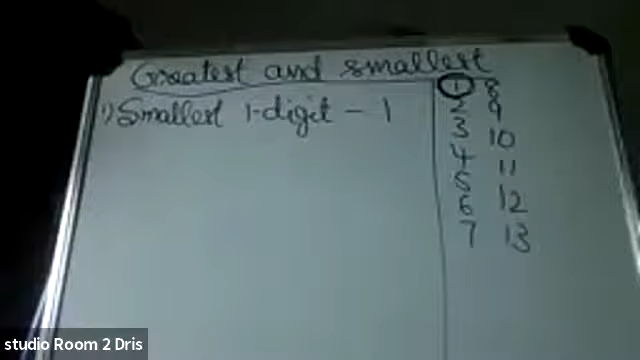 Greatest and smallest
1) Smallest 1-digit – 1
1 8
2 9
3 10
4 11
5 12
6 13
7
studio Room 2 Dris